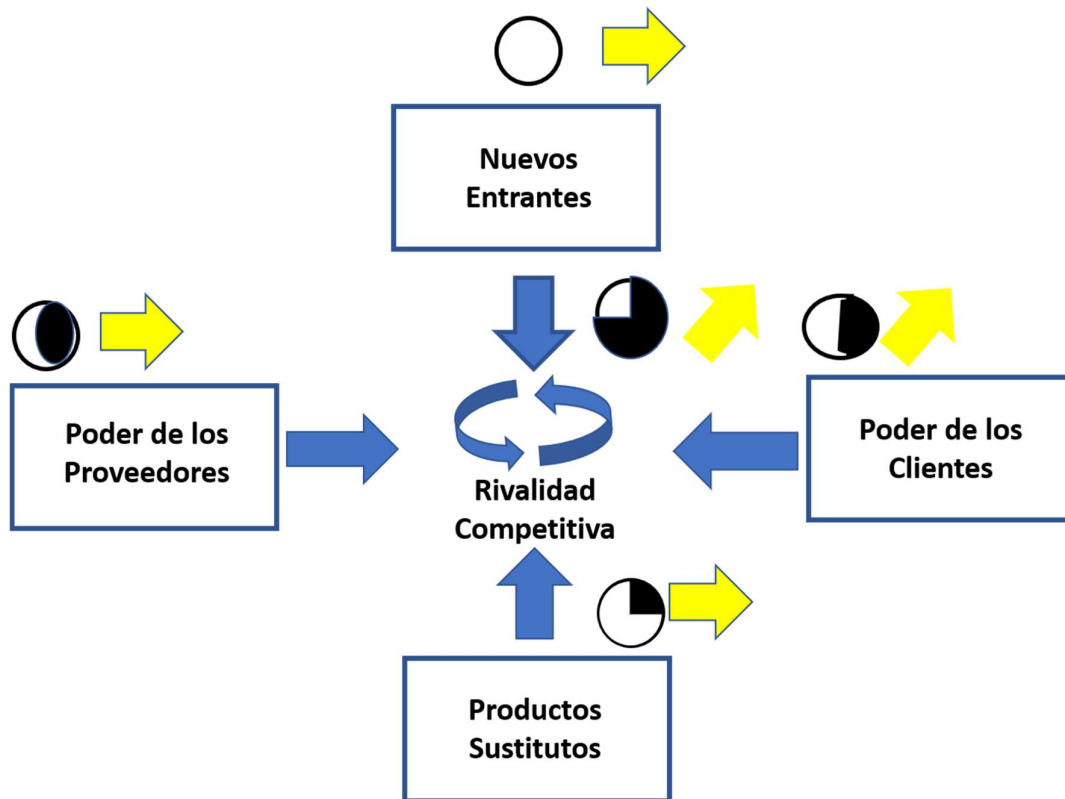 Nuevos
Entrantes
Poder de los
Proveedores
Poder de los
Clientes
Rivalidad
Competitiva
Productos
Sustitutos